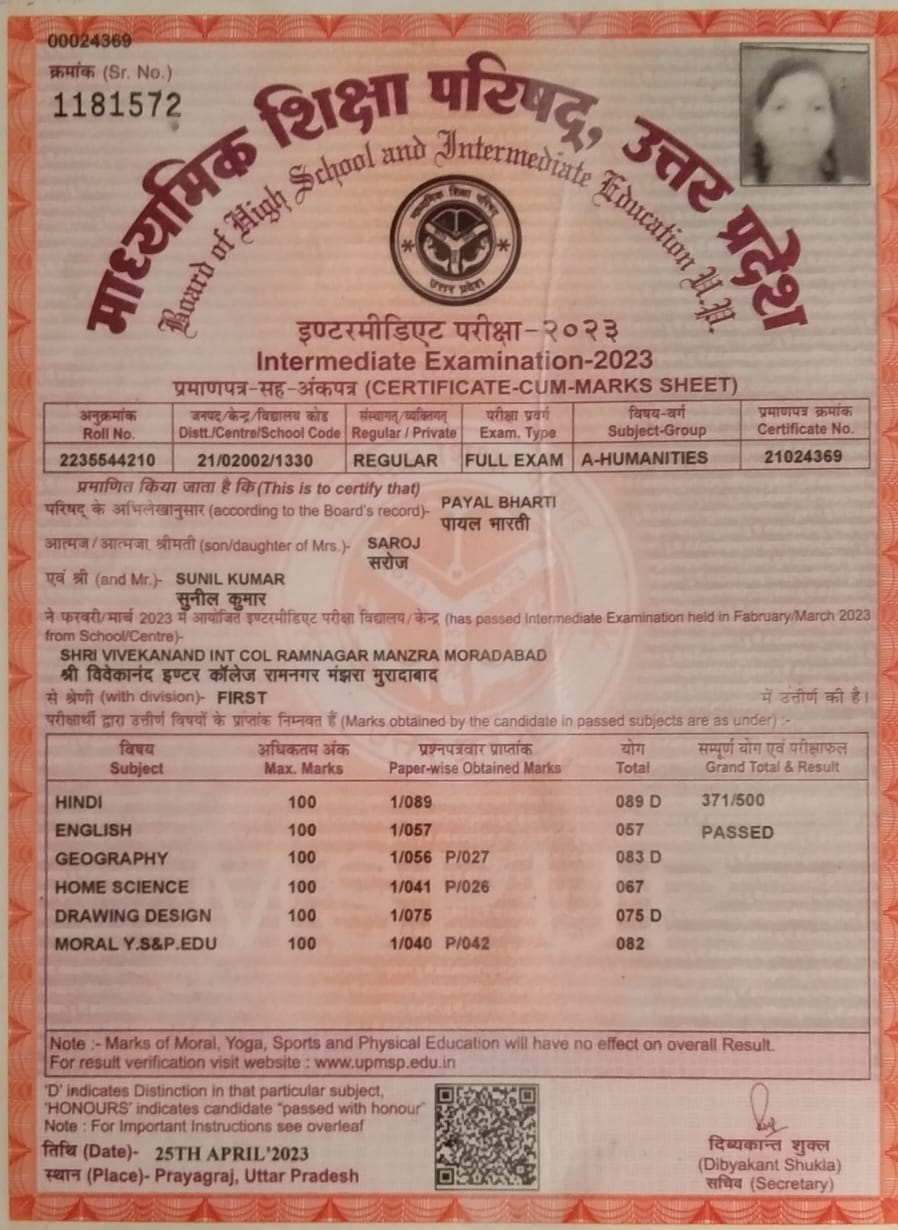 00024369
क्रमांक (Sr. No.)
1181572
माध्यमिक शिक्षा परिषद्, उत्तर प्रदेश
Board of High School and Intermediate Education U.P.
माध्यमिक शिक्षा परिषद्
उत्तर प्रदेश
इण्टरमीडिएट परीक्षा-२०२३
Intermediate Examination-2023
प्रमाणपत्र-सह-अंकपत्र (CERTIFICATE-CUM-MARKS SHEET)
अनुक्रमांक जनपद/केन्द्र/विद्यालय कोड संस्थागत्/व्यक्तिगत् परीक्षा प्रवर्ग विषय-वर्ग प्रमाणपत्र क्रमांक
Roll No. Distt./Centre/School Code Regular / Private Exam. Type Subject-Group Certificate No.
2235544210 21/02002/1330 REGULAR FULL EXAM A-HUMANITIES 21024369
प्रमाणित किया जाता है कि (This is to certify that)
परिषद् के अभिलेखानुसार (according to the Board's record)- PAYAL BHARTI
पायल भारती
आत्मज/आत्मजा, श्रीमती (son/daughter of Mrs.)- SAROJ
सरोज
एवं श्री (and Mr.)- SUNIL KUMAR
सुनील कुमार
ने फरवरी/मार्च 2023 में आयोजित इण्टरमीडिएट परीक्षा विद्यालय/केन्द्र (has passed Intermediate Examination held in Fabruary/March 2023
from School/Centre)-
SHRI VIVEKANAND INT COL RAMNAGAR MANZRA MORADABAD
श्री विवेकानंद इण्टर कॉलेज रामनगर मंझरा मुरादाबाद
से श्रेणी (with division)- FIRST में उत्तीर्ण की है।
परीक्षार्थी द्वारा उत्तीर्ण विषयों के प्राप्तांक निम्नवत हैं (Marks obtained by the candidate in passed subjects are as under) :-
विषय अधिकतम अंक प्रश्नपत्रवार प्राप्तांक योग सम्पूर्ण योग एवं परीक्षाफल
Subject Max. Marks Paper-wise Obtained Marks Total Grand Total & Result
HINDI 100 1/089 089 D 371/500
ENGLISH 100 1/057 057 PASSED
GEOGRAPHY 100 1/056 P/027 083 D
HOME SCIENCE 100 1/041 P/026 067
DRAWING DESIGN 100 1/075 075 D
MORAL Y.S&P.EDU 100 1/040 P/042 082
Note :- Marks of Moral, Yoga, Sports and Physical Education will have no effect on overall Result.
For result verification visit website : www.upmsp.edu.in
'D' indicates Distinction in that particular subject,
'HONOURS' indicates candidate "passed with honour"
Note : For Important Instructions see overleaf
तिथि (Date)- 25TH APRIL'2023
स्थान (Place)- Prayagraj, Uttar Pradesh
दिब्यकान्त शुक्ल
(Dibyakant Shukla)
सचिव (Secretary)